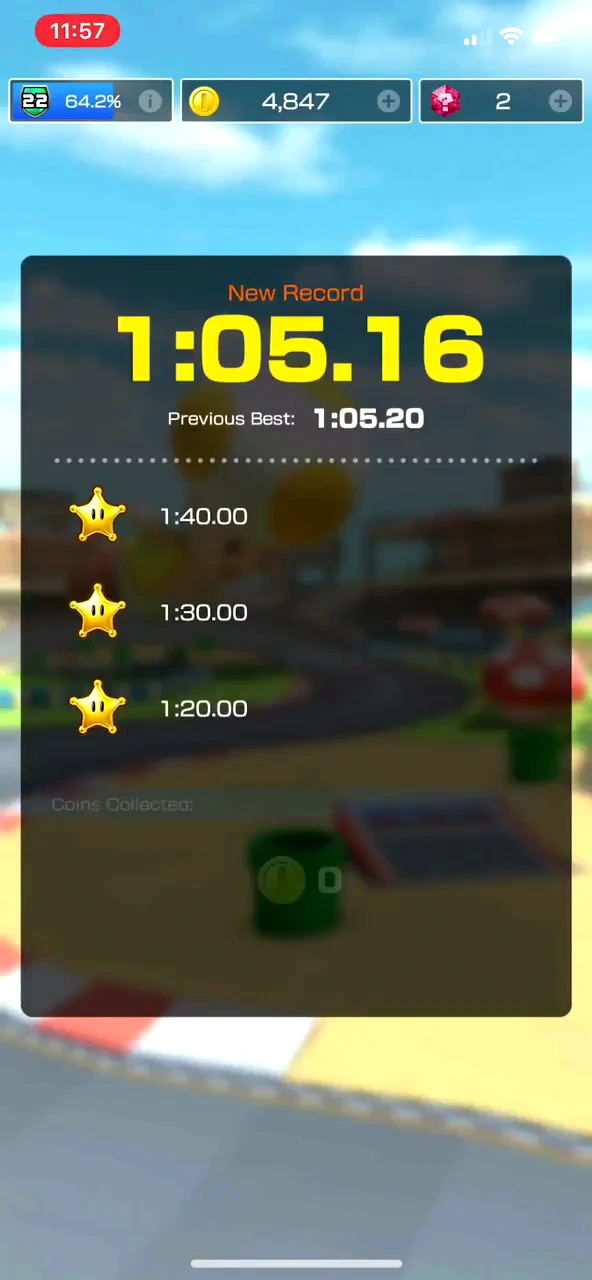 11:57
22 64.2% i 4,847 + 2 +
New Record
1:05.16
Previous Best: 1:05.20
1:40.00
1:30.00
1:20.00
Coins Collected:
0